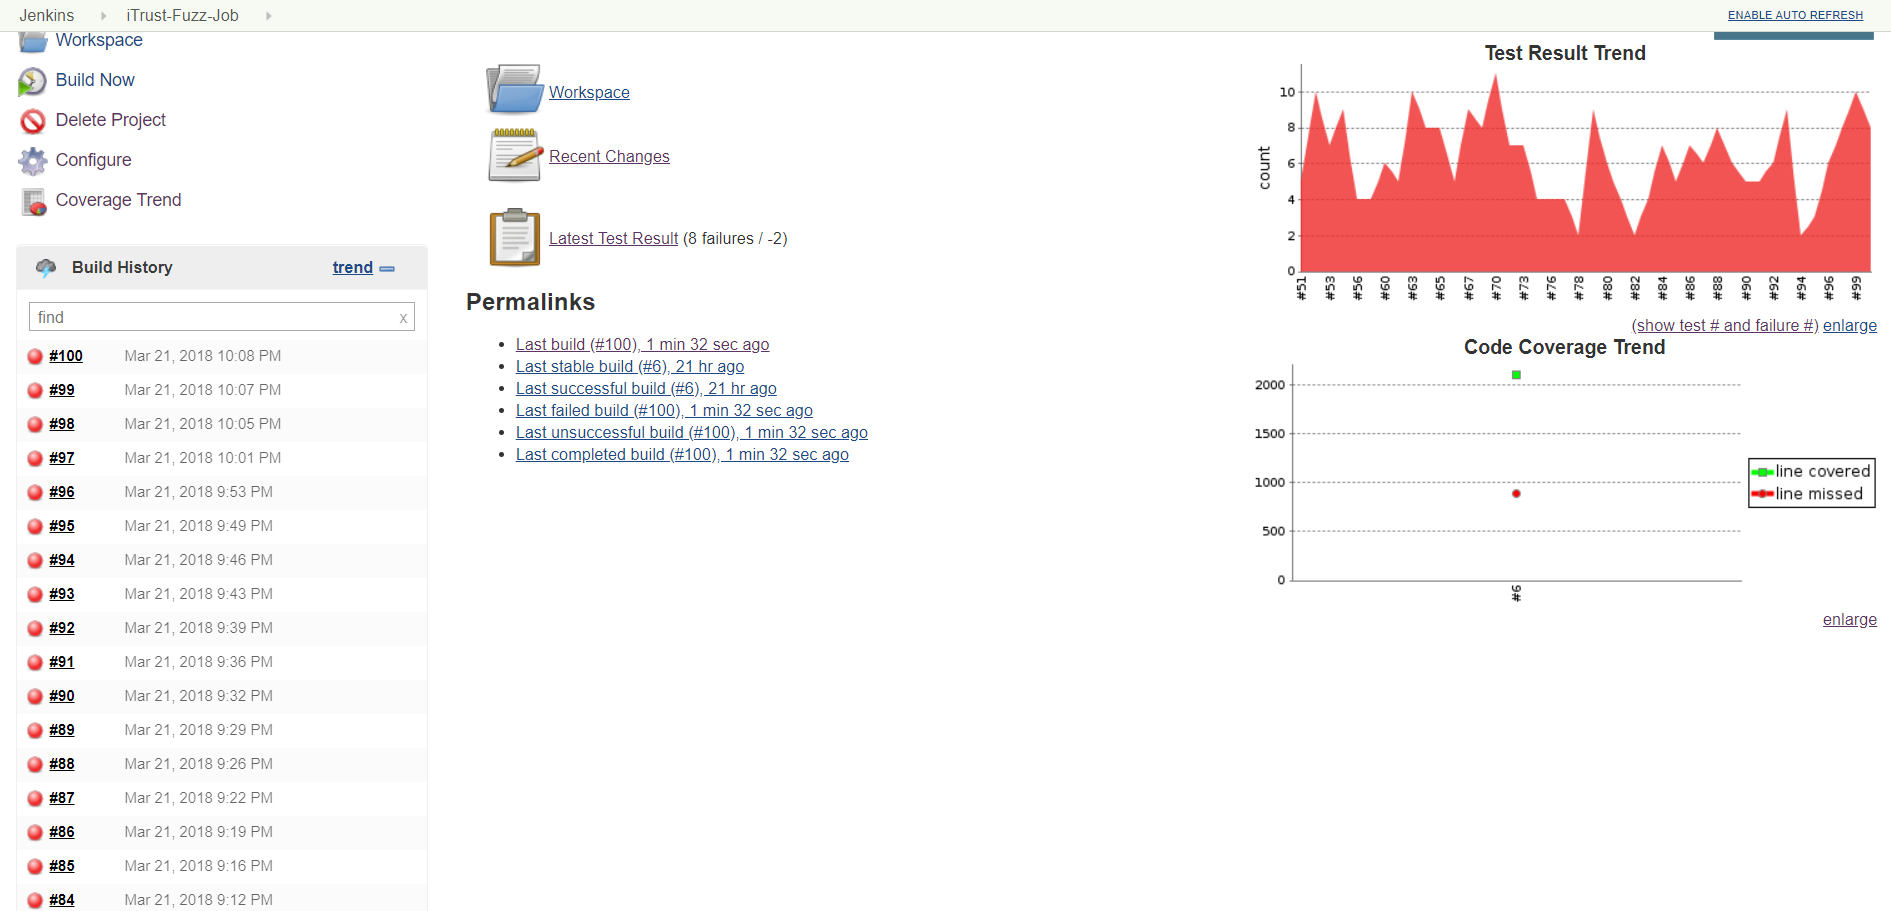 Jenkins iTrust-Fuzz-Job ENABLE AUTO REFRESH
Workspace
Build Now
Delete Project
Configure
Coverage Trend
Build History trend
find x
#100 Mar 21, 2018 10:08 PM
#99 Mar 21, 2018 10:07 PM
#98 Mar 21, 2018 10:05 PM
#97 Mar 21, 2018 10:01 PM
#96 Mar 21, 2018 9:53 PM
#95 Mar 21, 2018 9:49 PM
#94 Mar 21, 2018 9:46 PM
#93 Mar 21, 2018 9:43 PM
#92 Mar 21, 2018 9:39 PM
#91 Mar 21, 2018 9:36 PM
#90 Mar 21, 2018 9:32 PM
#89 Mar 21, 2018 9:29 PM
#88 Mar 21, 2018 9:26 PM
#87 Mar 21, 2018 9:22 PM
#86 Mar 21, 2018 9:19 PM
#85 Mar 21, 2018 9:16 PM
#84 Mar 21, 2018 9:12 PM
Workspace
Recent Changes
Latest Test Result (8 failures / -2)
Permalinks
Last build (#100), 1 min 32 sec ago
Last stable build (#6), 21 hr ago
Last successful build (#6), 21 hr ago
Last failed build (#100), 1 min 32 sec ago
Last unsuccessful build (#100), 1 min 32 sec ago
Last completed build (#100), 1 min 32 sec ago
Test Result Trend
count
10
8
6
4
2
0
#51 #53 #56 #60 #63 #65 #67 #70 #73 #76 #78 #80 #82 #84 #86 #88 #90 #92 #94 #96 #99
(show test # and failure #) enlarge
Code Coverage Trend
2000
1500
1000
500
0
#6
line covered
line missed
enlarge